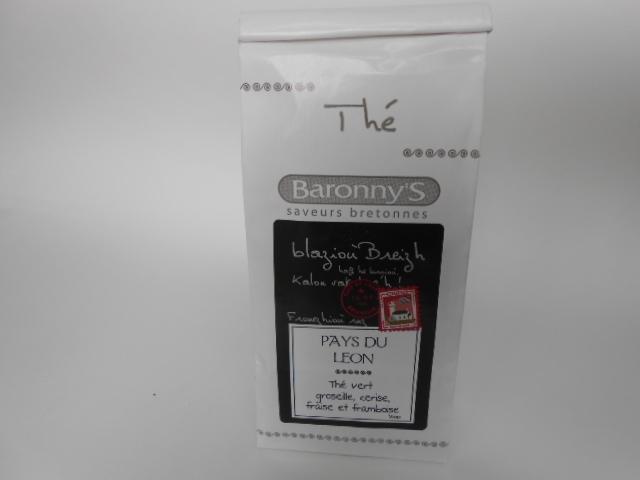 Thé
Baronny's
saveurs bretonnes
blaziou Breizh
Kalon
PAYS DU
LEON
Thé vert
groseille, cerise,
fraise et framboise